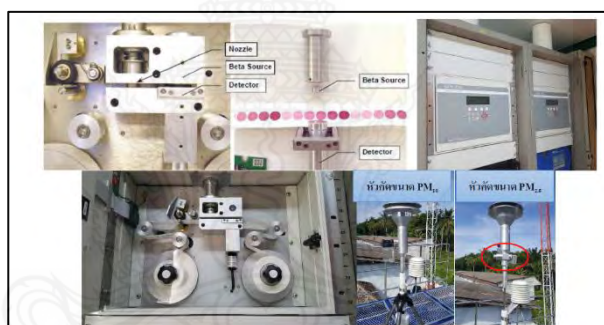 Nozzle
Beta Source
Detector
Beta Source
Detector
หัวคัดขนาด PM₁₀
หัวคัดขนาด PM₂.₅